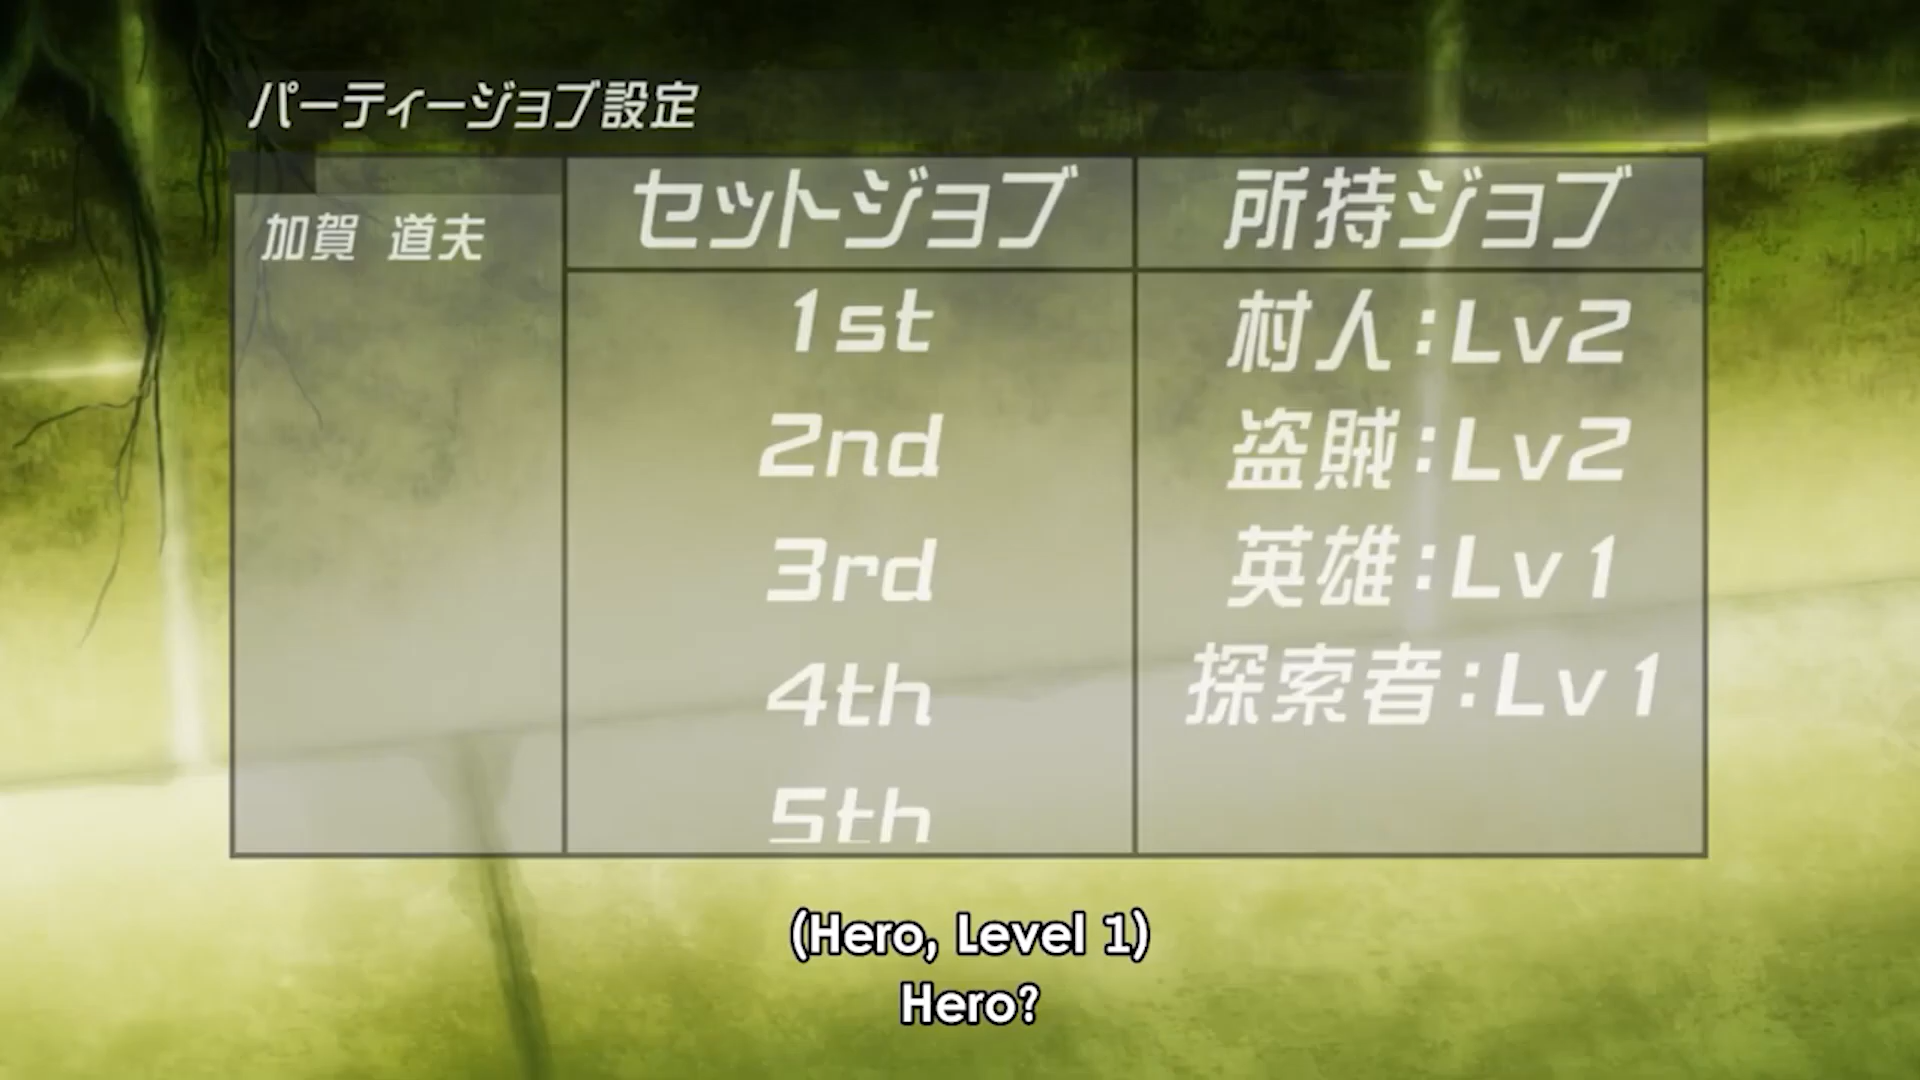 パーティージョブ設定
加賀 道夫
セットジョブ
所持ジョブ
1st
村人:Lv2
2nd
盗賊:Lv2
3rd
英雄:Lv1
4th
探索者:Lv1
5th
(Hero, Level 1)
Hero?